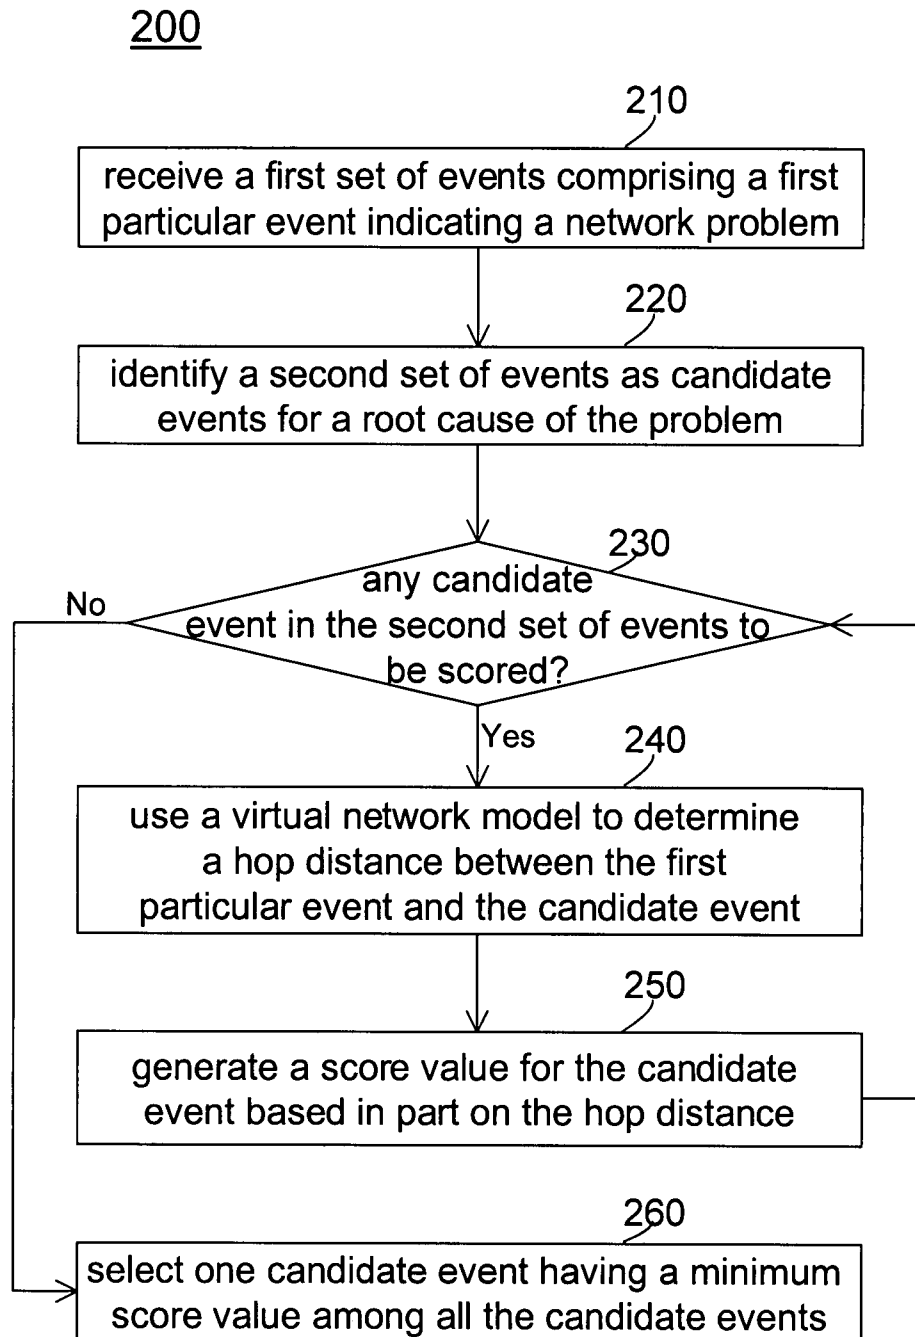 200
210
receive a first set of events comprising a first
particular event indicating a network problem
220
identify a second set of events as candidate
events for a root cause of the problem
230
any candidate
event in the second set of events to
be scored?
No
Yes
240
use a virtual network model to determine
a hop distance between the first
particular event and the candidate event
250
generate a score value for the candidate
event based in part on the hop distance
260
select one candidate event having a minimum
score value among all the candidate events